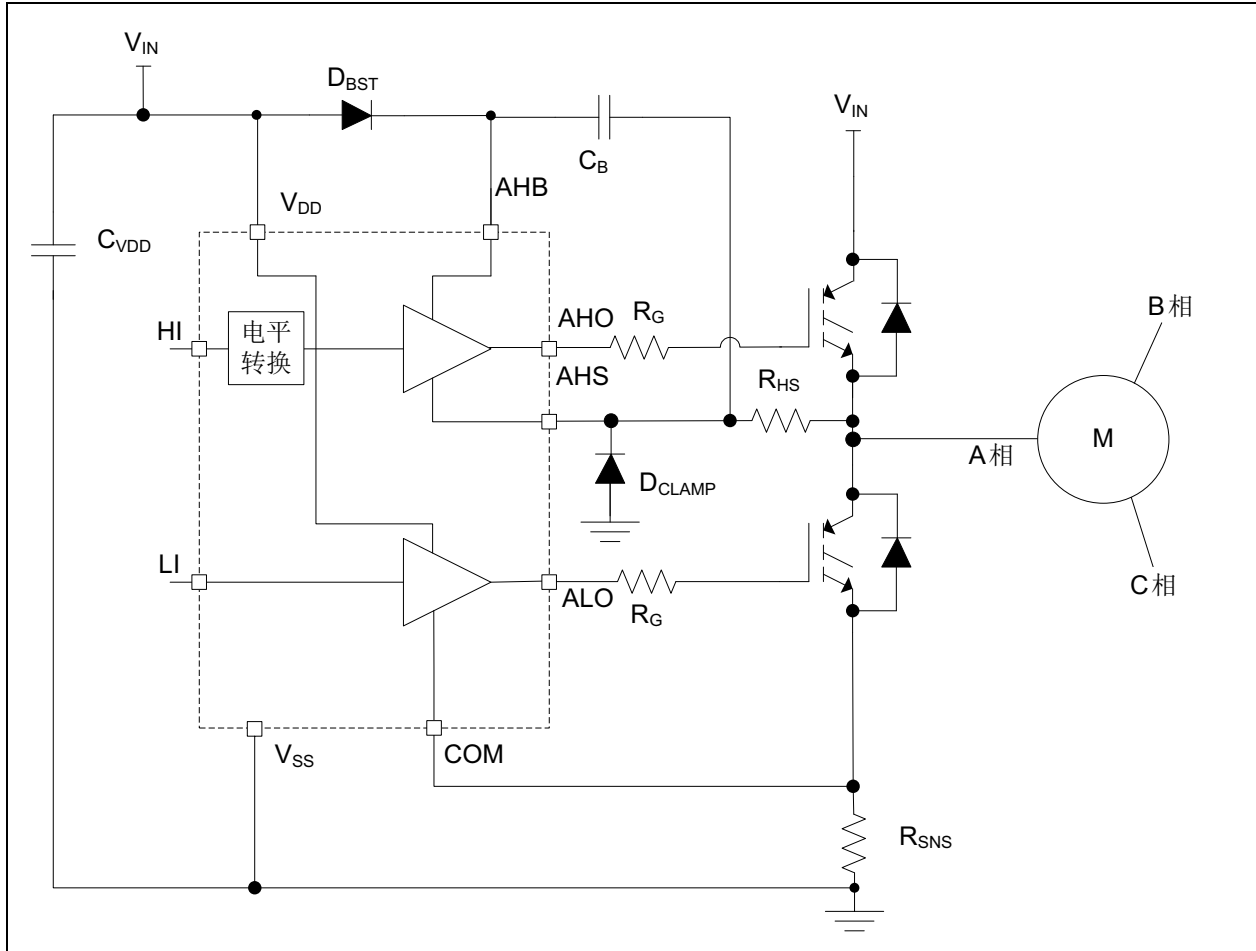 VIN
DBST
VIN
CB
AHB
VDD
CVDD
HI
电平
转换
AHO
RG
AHS
RHS
B相
M
A相
DCLAMP
LI
ALO
RG
C相
VSS
COM
RSNS